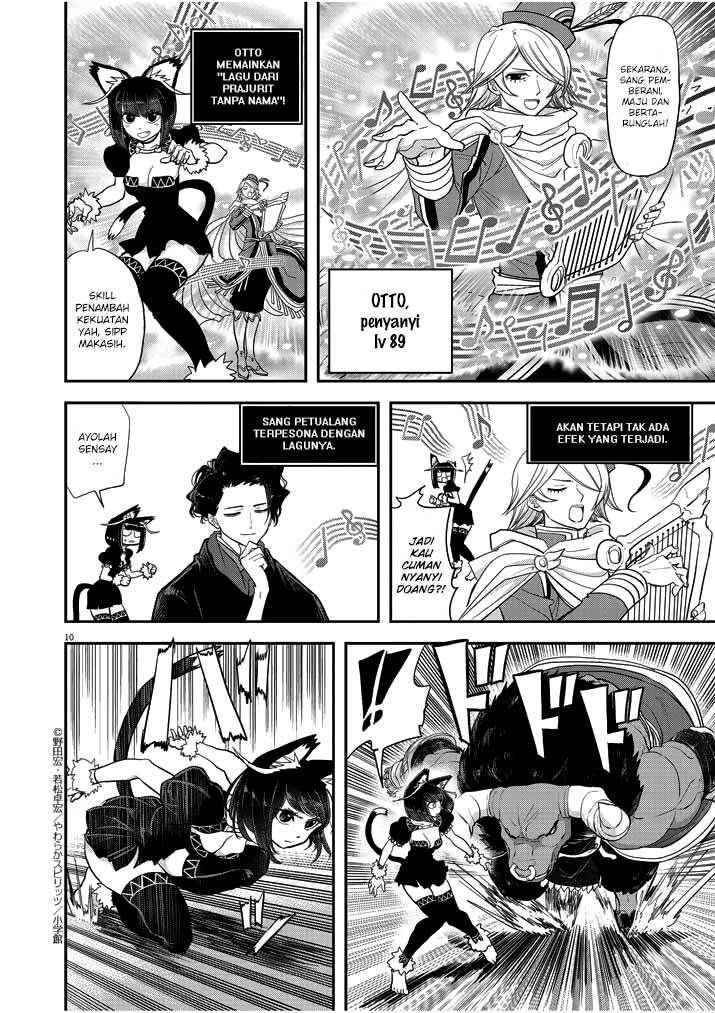 SEKARANG,
SANG PEM-
BERANI,
MAJU DAN
BERTA-
RUNGLAH!
OTTO,
penyanyi
lv 89
OTTO
MEMAINKAN
"LAGU DARI
PRAJURIT
TANPA NAMA"!
SKILL
PENAMBAH
KEKUATAN
YAH, SIPP
MAKASIH.
AKAN TETAPI TAK ADA
EFEK YANG TERJADI.
JADI
KAU
CUMAN
NYANYI
DOANG?!
SANG PETUALANG
TERPESONA DENGAN
LAGUNYA.
AYOLAH
SENSAY
...
ドドド
!!
10
©野田宏・若松卓宏／やわらかスピリッツ／小学館